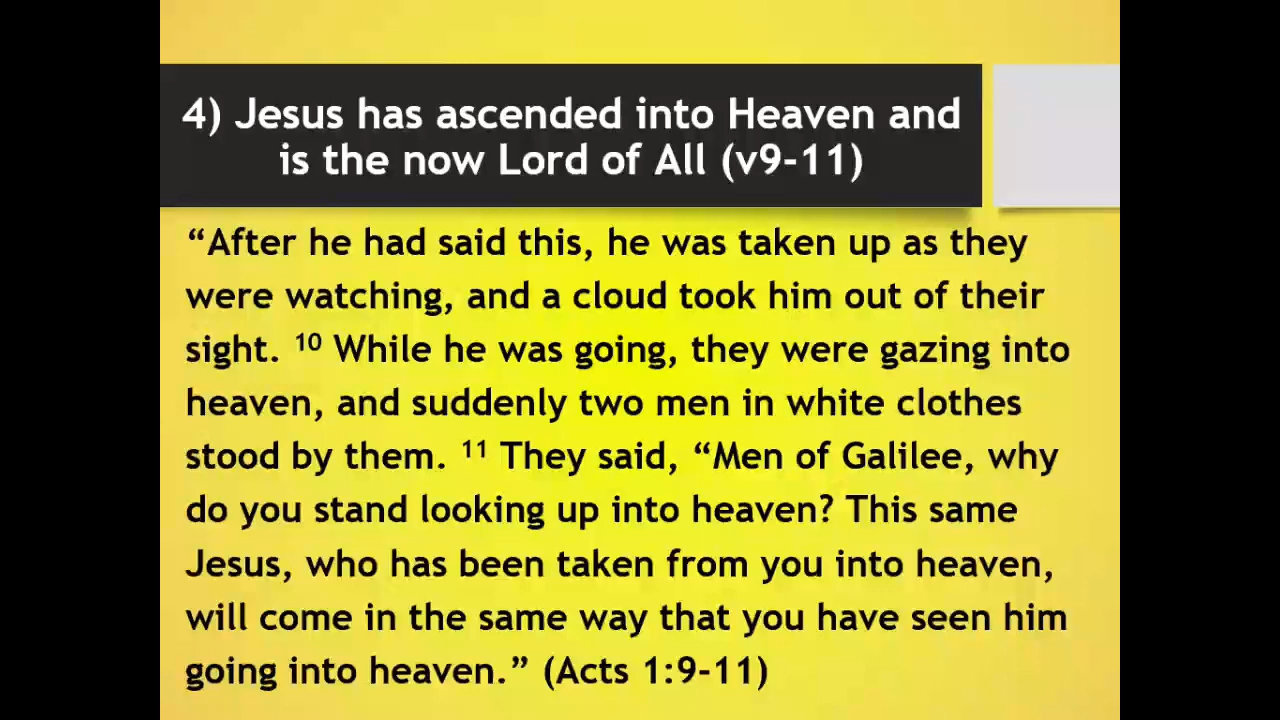 4) Jesus has ascended into Heaven and
is the now Lord of All (v9-11)
“After he had said this, he was taken up as they
were watching, and a cloud took him out of their
sight. ¹⁰ While he was going, they were gazing into
heaven, and suddenly two men in white clothes
stood by them. ¹¹ They said, “Men of Galilee, why
do you stand looking up into heaven? This same
Jesus, who has been taken from you into heaven,
will come in the same way that you have seen him
going into heaven.” (Acts 1:9-11)